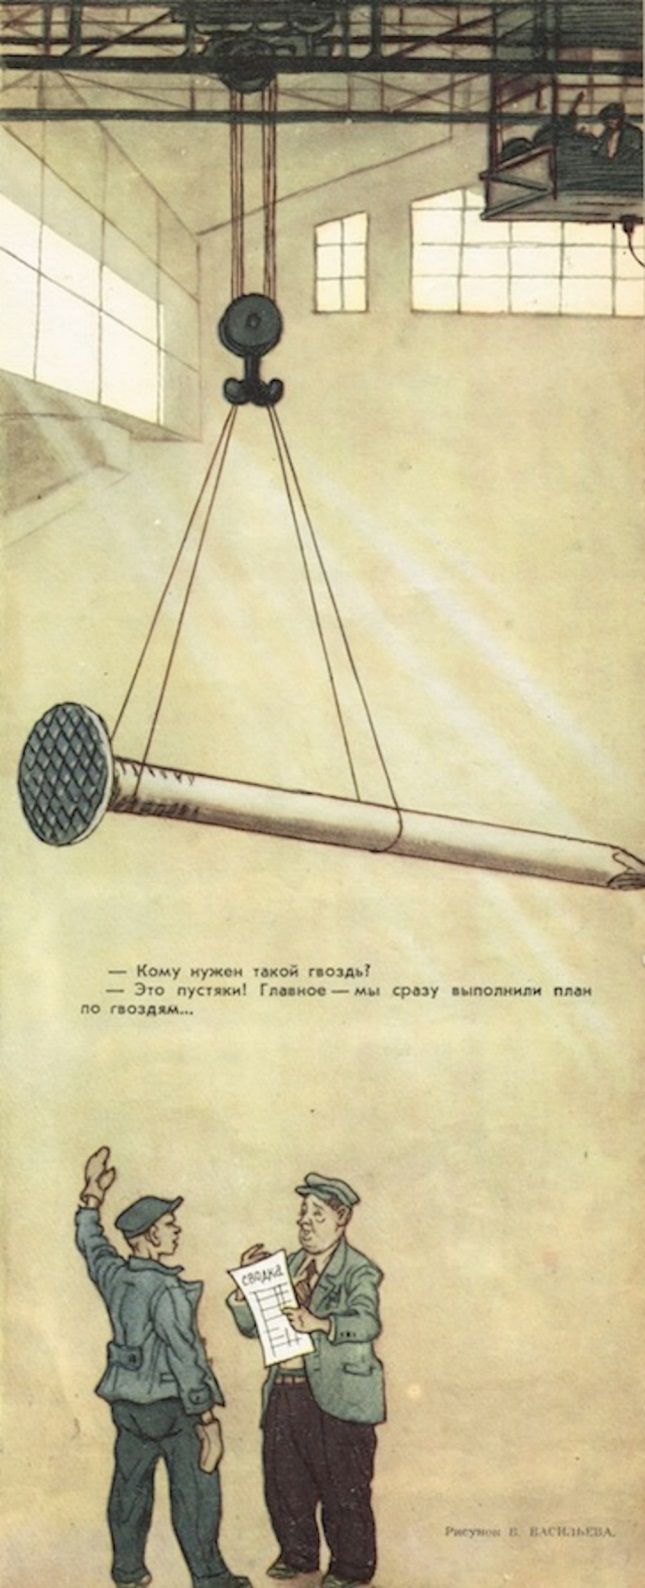 — Кому нужен такой гвоздь?
— Это пустяки! Главное — мы сразу выполнили план
по гвоздям...
СВОДКА
Рисунок Б. ВАСИЛЬЕВА.